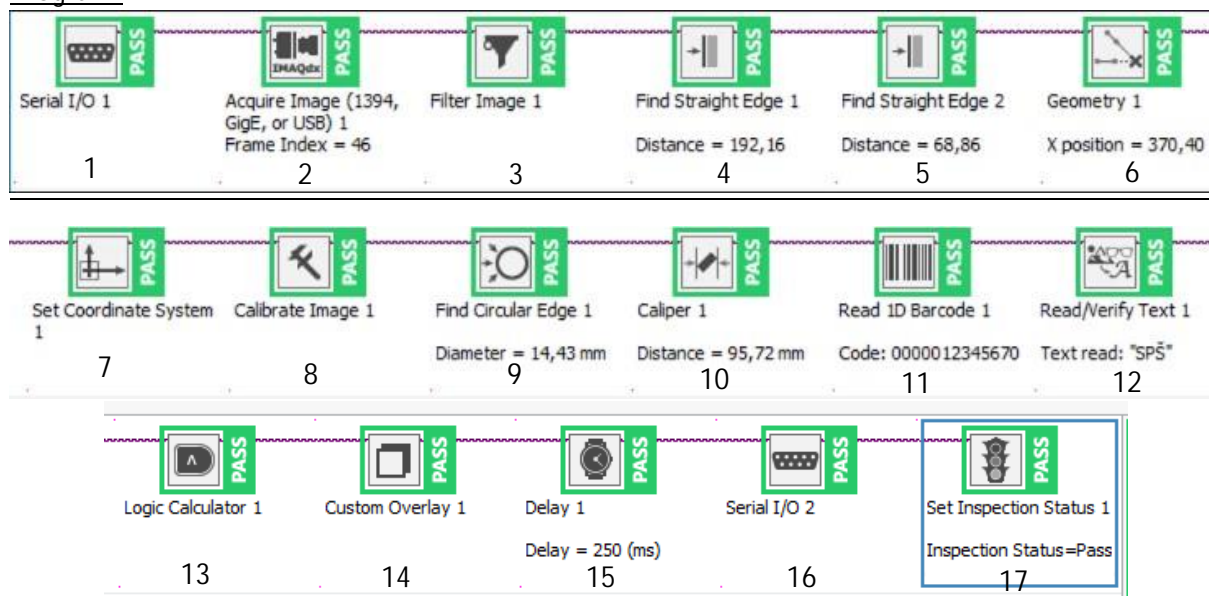 PASS PASS PASS PASS PASS PASS
IMAQdx
Serial I/O 1 Acquire Image (1394, Filter Image 1 Find Straight Edge 1 Find Straight Edge 2 Geometry 1
GigE, or USB) 1
Frame Index = 46 Distance = 192,16 Distance = 68,86 X position = 370,40
1 2 3 4 5 6
PASS PASS PASS PASS PASS PASS
Set Coordinate System Calibrate Image 1 Find Circular Edge 1 Caliper 1 Read 1D Barcode 1 Read/Verify Text 1
1
Diameter = 14,43 mm Distance = 95,72 mm Code: 0000012345670 Text read: "SPŠ"
7 8 9 10 11 12
PASS PASS PASS PASS PASS
Logic Calculator 1 Custom Overlay 1 Delay 1 Serial I/O 2 Set Inspection Status 1
Delay = 250 (ms) Inspection Status=Pass
13 14 15 16 17